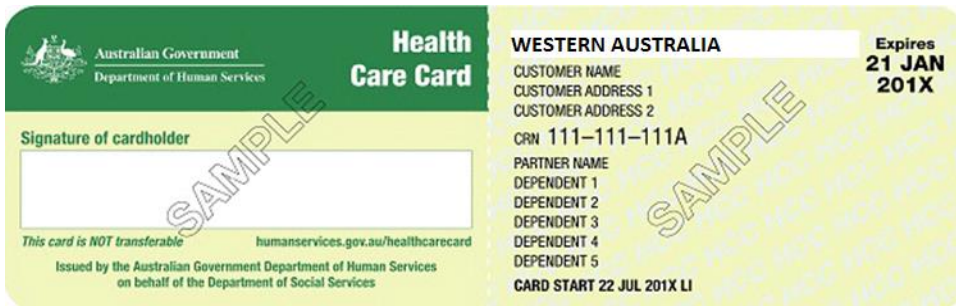 Australian Government
Department of Human Services
Health
Care Card
Signature of cardholder
SAMPLE
This card is NOT transferable
humanservices.gov.au/healthcarecard
Issued by the Australian Government Department of Human Services
on behalf of the Department of Social Services
WESTERN AUSTRALIA
Expires
21 JAN
201X
CUSTOMER NAME
CUSTOMER ADDRESS 1
CUSTOMER ADDRESS 2
CRN 111–111–111A
PARTNER NAME
DEPENDENT 1
DEPENDENT 2
DEPENDENT 3
DEPENDENT 4
DEPENDENT 5
SAMPLE
CARD START 22 JUL 201X LI